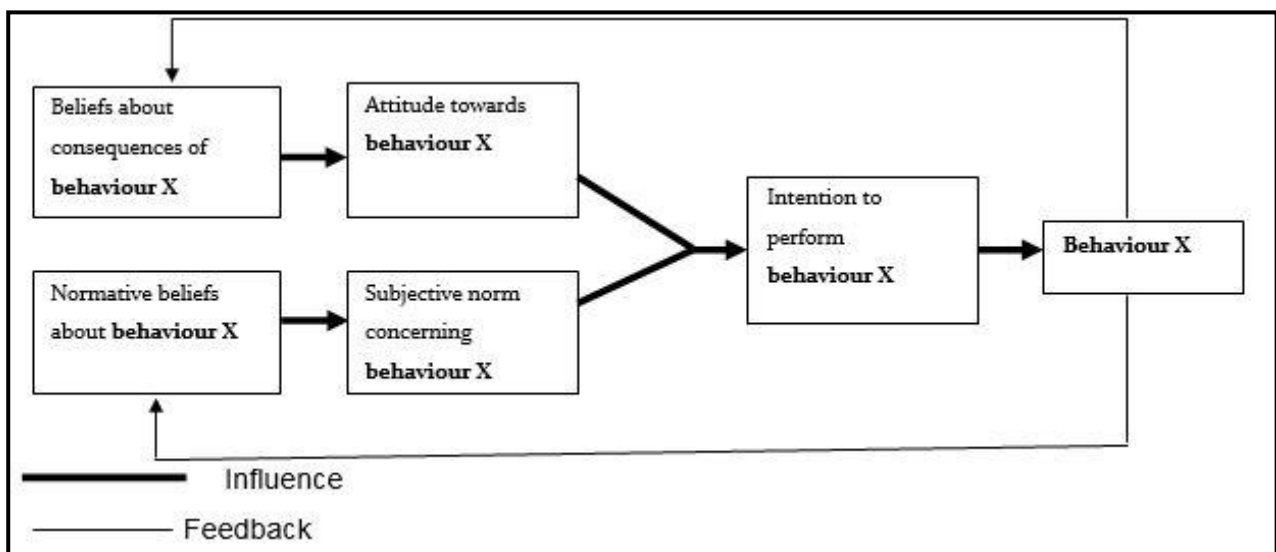 Beliefs about
consequences of
behaviour X
Attitude towards
behaviour X
Intention to
perform
behaviour X
Behaviour X
Normative beliefs
about behaviour X
Subjective norm
concerning
behaviour X
Influence
Feedback